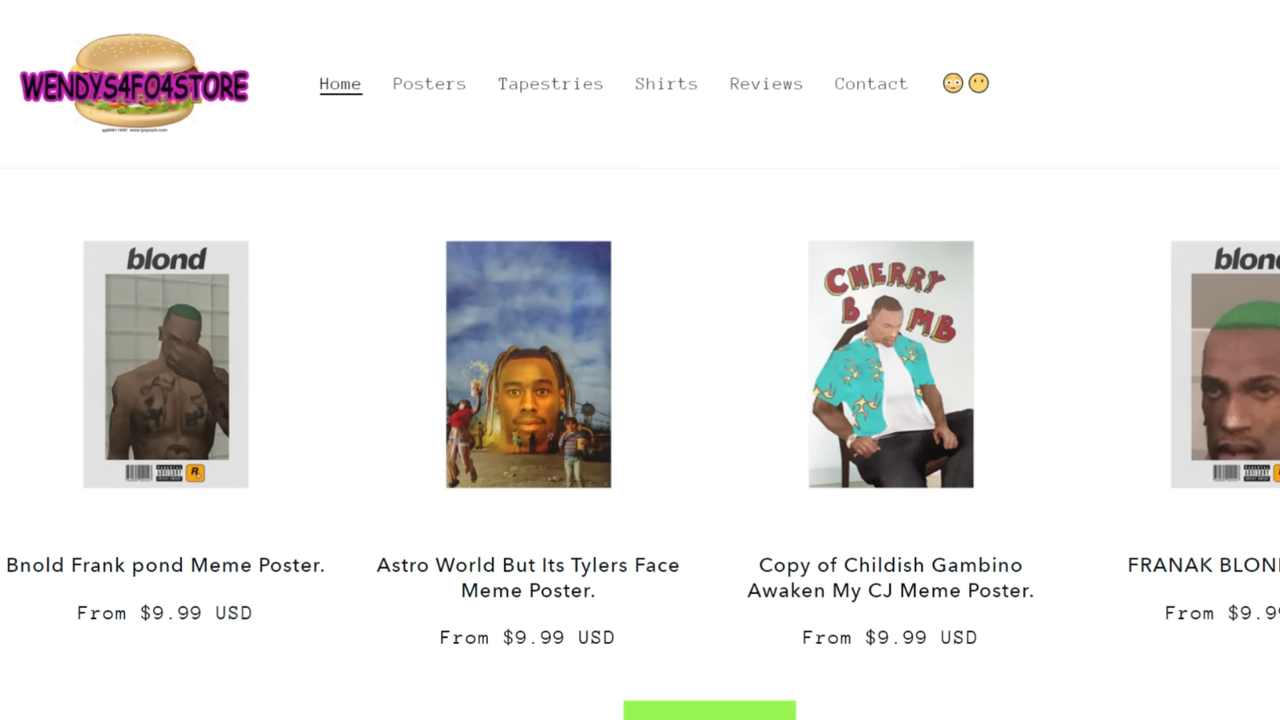 WENDYS4FO4STORE
Home Posters Tapestries Shirts Reviews Contact
blond
CHERRY
B MB
blon
R
Bnold Frank pond Meme Poster.
Astro World But Its Tylers Face
Meme Poster.
Copy of Childish Gambino
Awaken My CJ Meme Poster.
FRANAK BLON
From $9.99 USD
From $9.99 USD
From $9.99 USD
From $9.9